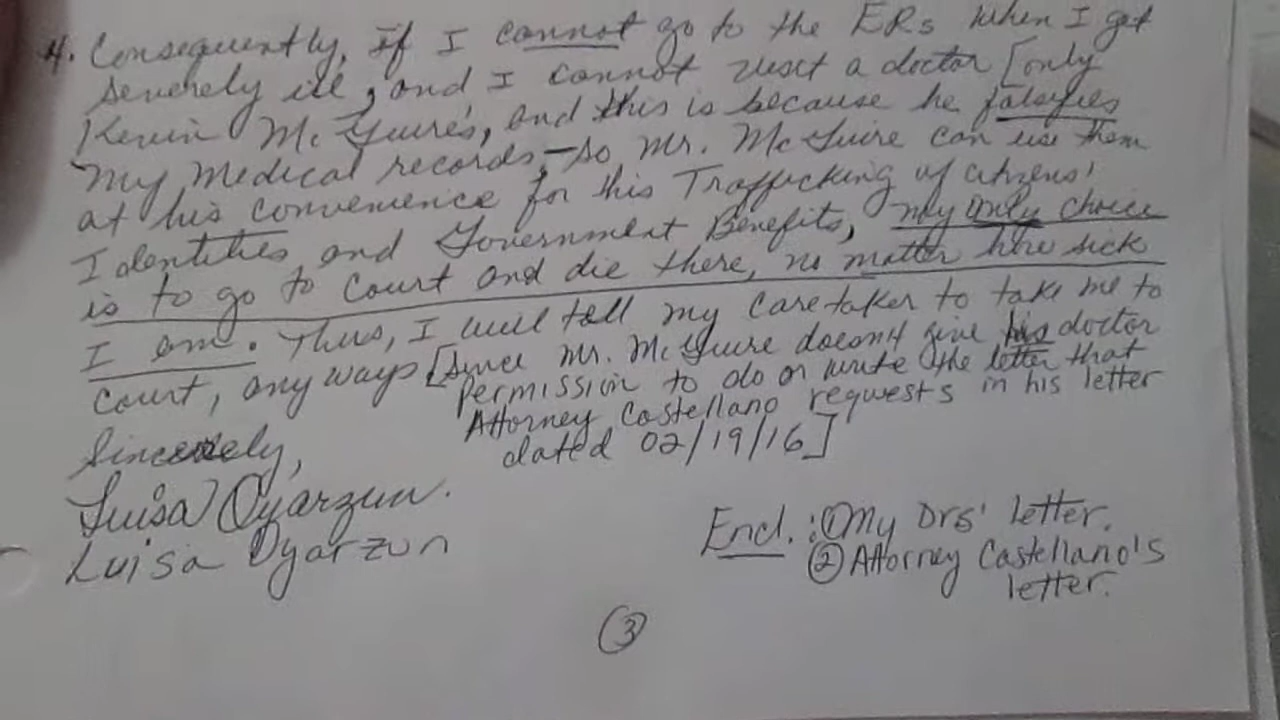 4. Consequently, if I cannot go to the ERs when I get
severely ill, and I cannot visit a doctor [only
Kevin McGuire's, and this is because he falsifies
my medical records, - so Mr. McGuire can use them
at his convenience for this Trafficking of citizens'
Identities and Government Benefits, my only choice
is to go to court and die there, no matter how sick
I am. Thus, I will tell my caretaker to take me to
court, anyways [Since Mr. McGuire doesn't give his doctor
permission to do or write the letter that
Attorney Castellano requests in his letter
dated 02/19/16]
Sincerely,
Luisa Oyarzun.
Luisa Oyarzun
Encl.: ① My Drs' letter.
② Attorney Castellano's
letter.
③